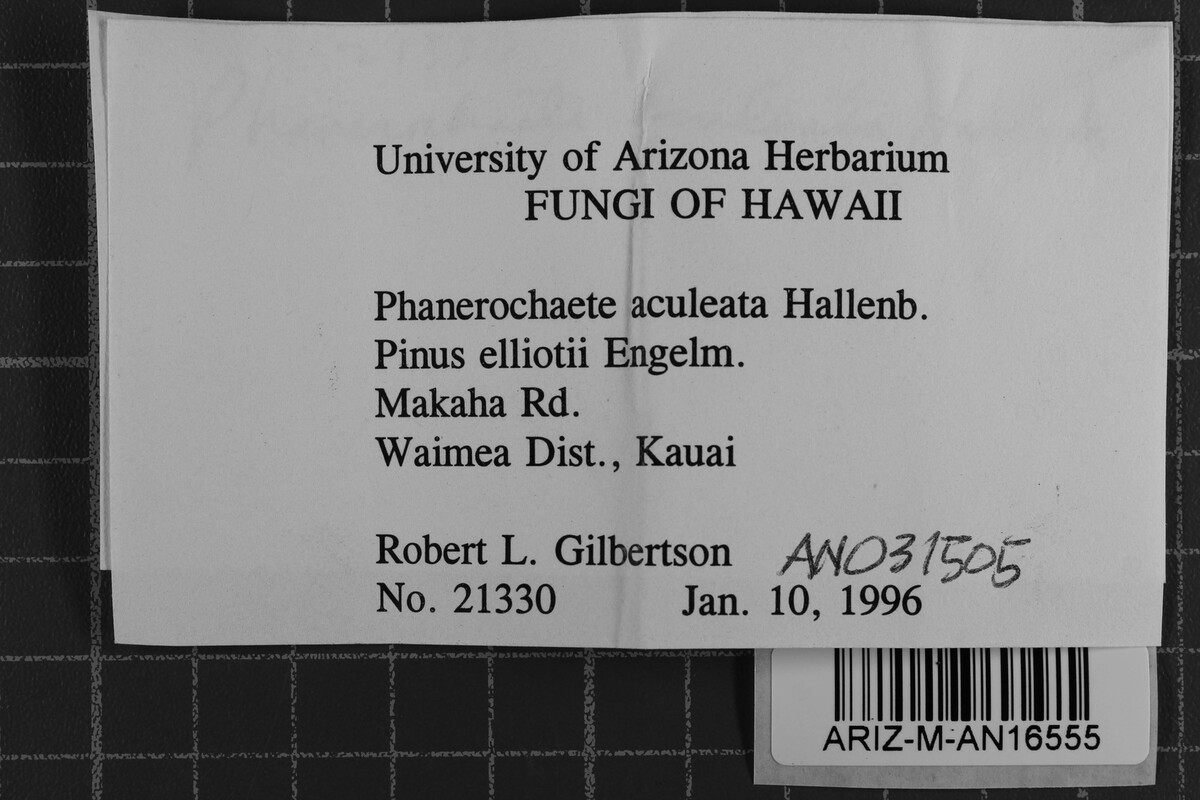 University of Arizona Herbarium
FUNGI OF HAWAII
Phanerochaete aculeata Hallenb.
Pinus elliotii Engelm.
Makaha Rd.
Waimea Dist., Kauai
Robert L. Gilbertson AN031505
No. 21330 Jan. 10, 1996
ARIZ-M-AN16555